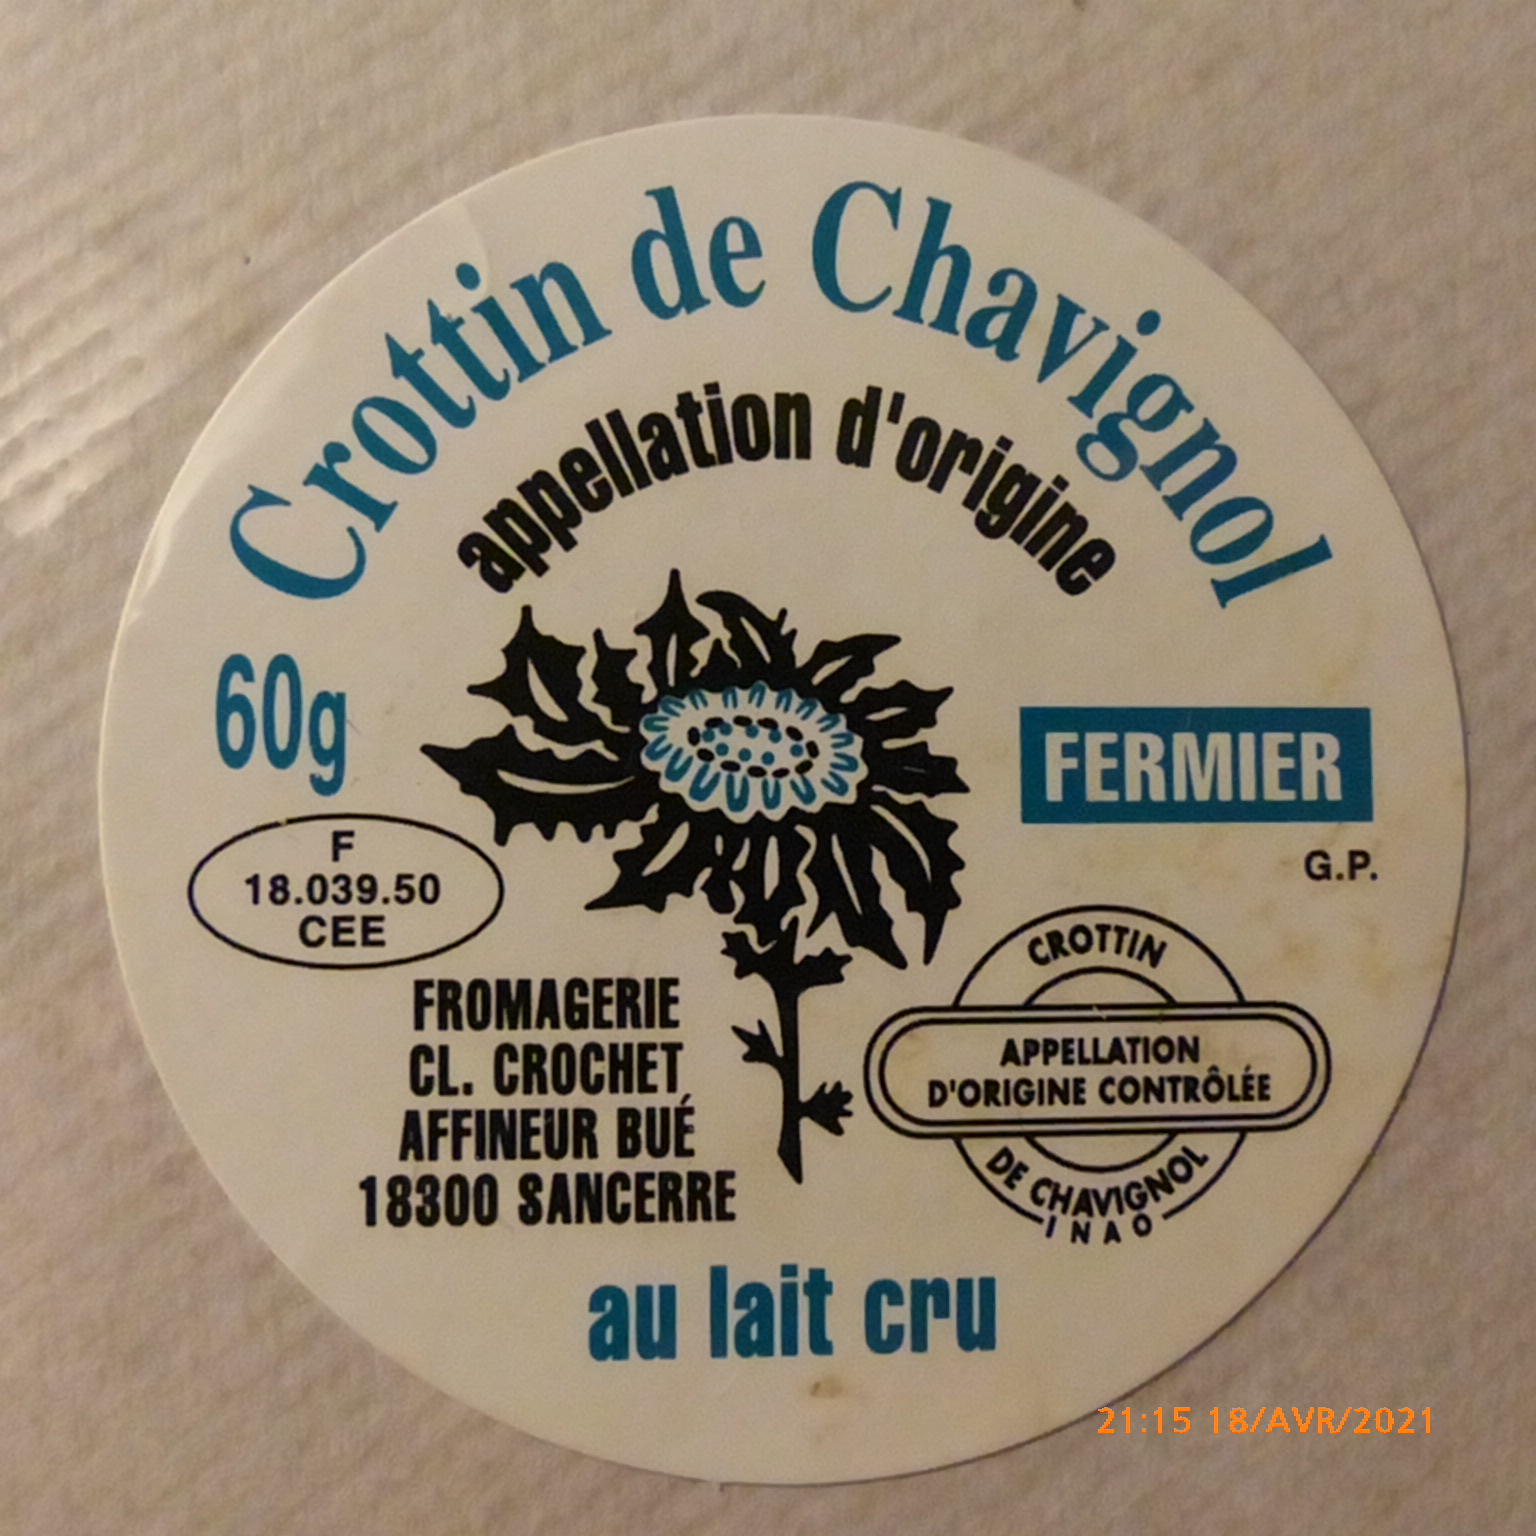 Crottin de Chavignol
appellation d'origine
60g
FERMIER
G.P.
F
18.039.50
CEE
FROMAGERIE
CL. CROCHET
AFFINEUR BUÉ
18300 SANCERRE
CROTTIN
APPELLATION
D'ORIGINE CONTRÔLÉE
DE CHAVIGNOL
INAO
au lait cru
21:15 18/AVR/2021